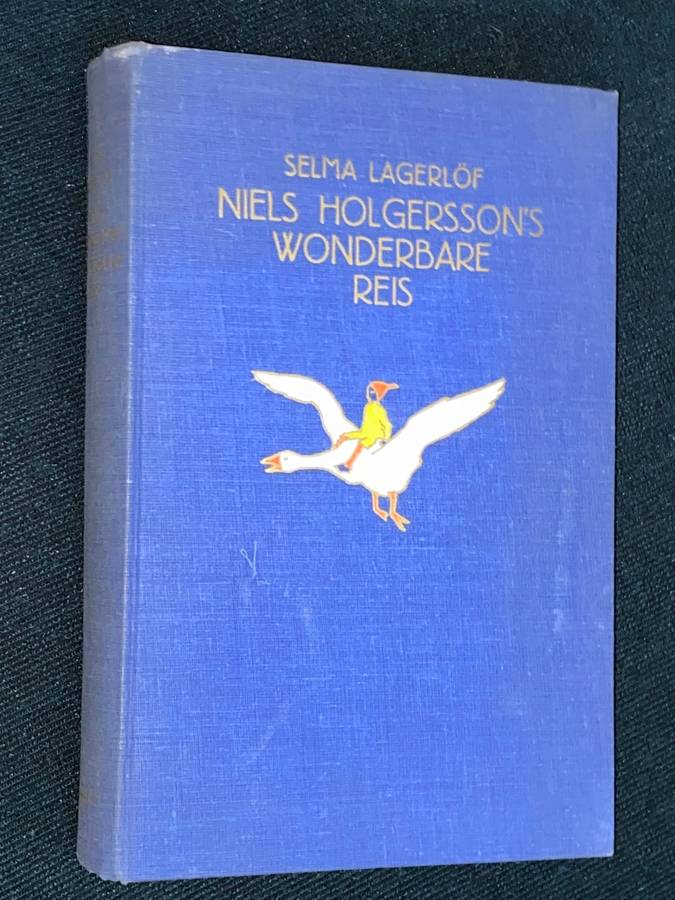 SELMA LAGERLÖF
NIELS HOLGERSSON'S
WONDERBARE
REIS